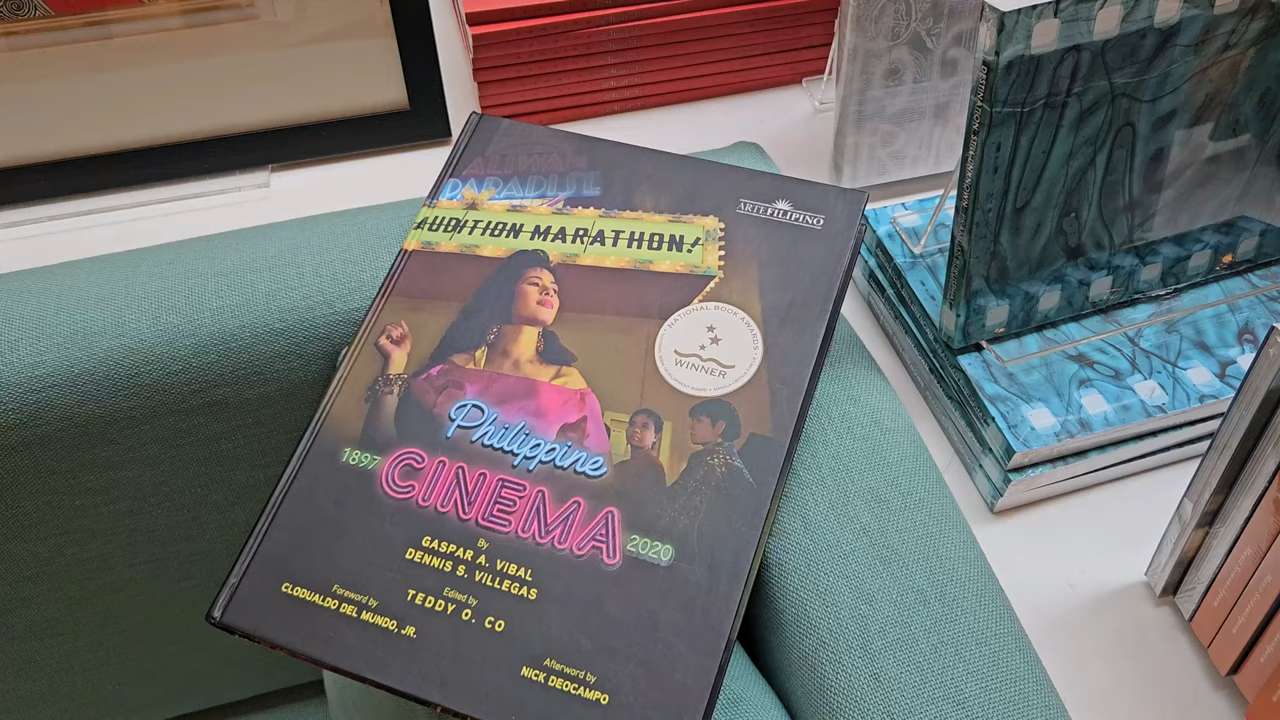 ALIWAN
PARADISE
AUDITION MARATHON!
ARTEFILIPINO
NATIONAL BOOK AWARDS
WINNER
Philippine
1897 CINEMA 2020
By
GASPAR A. VIBAL
DENNIS S. VILLEGAS
Edited by
TEDDY O. CO
Foreword by
CLODUALDO DEL MUNDO, JR.
Afterword by
NICK DEOCAMPO